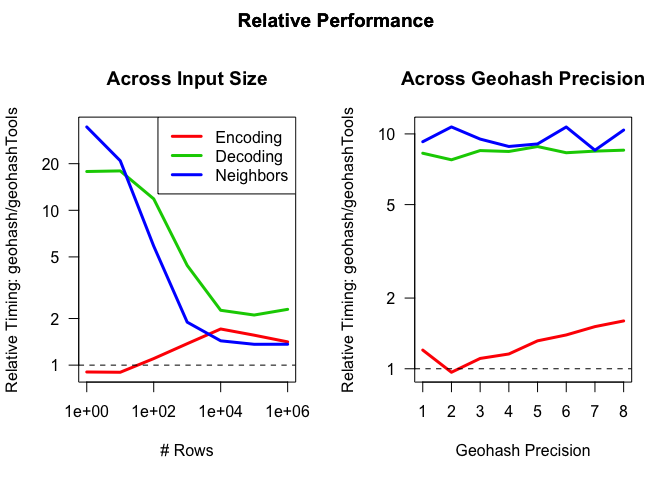 Relative Performance
Across Input Size
Relative Timing: geohash/geohashTools
20
10
5
2
1
Encoding
Decoding
Neighbors
1e+00 1e+02 1e+04 1e+06
# Rows
Across Geohash Precision
Relative Timing: geohash/geohashTools
10
5
2
1
1 2 3 4 5 6 7 8
Geohash Precision